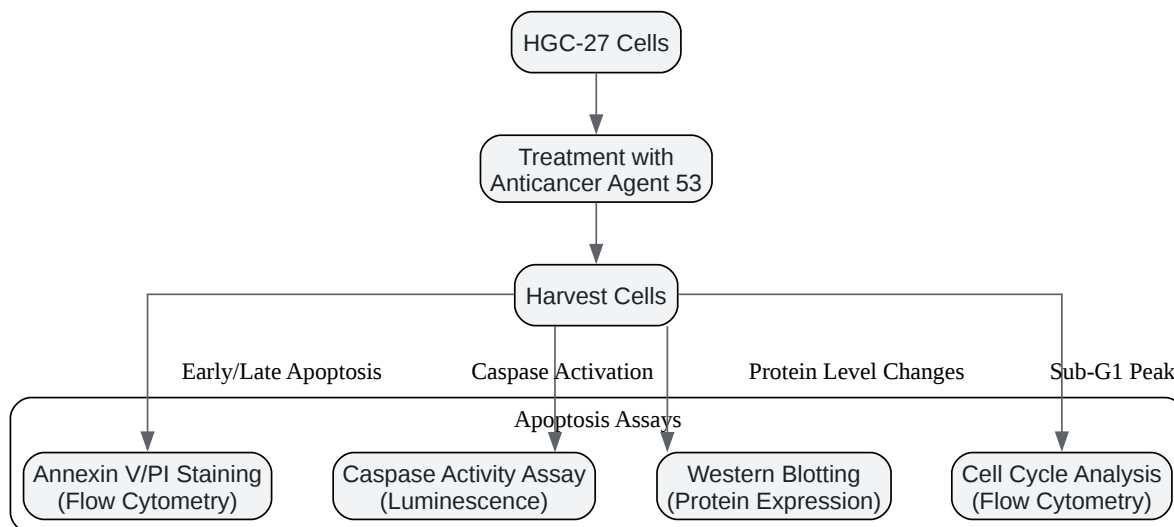 HGC-27 Cells
Treatment with
Anticancer Agent 53
Harvest Cells
Early/Late Apoptosis
Caspase Activation
Protein Level Changes
Sub-G1 Peak
Apoptosis Assays
Annexin V/PI Staining
(Flow Cytometry)
Caspase Activity Assay
(Luminescence)
Western Blotting
(Protein Expression)
Cell Cycle Analysis
(Flow Cytometry)